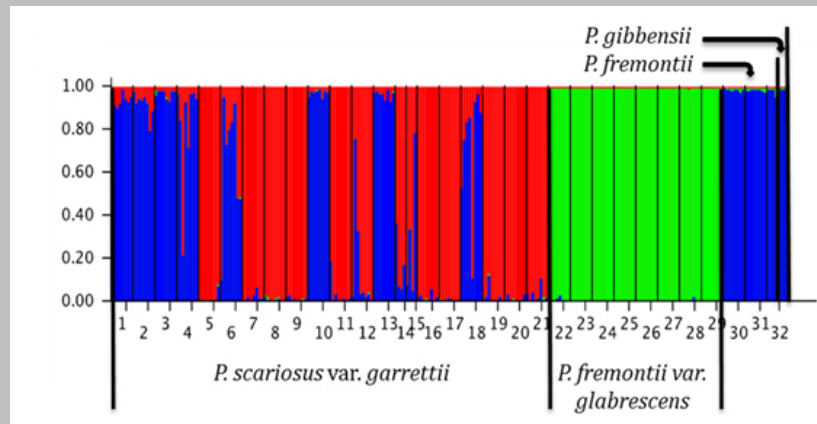 P. gibbensii
P. fremontii
1.00
0.80
0.60
0.40
0.20
0.00
1 2 3 4 5 6 7 8 9 10 11 12 13 14 15 16 17 18 19 20 21 22 23 24 25 26 27 28 29 30 31 32
P. scariosus var. garrettii
P. fremontii var.
glabrescens